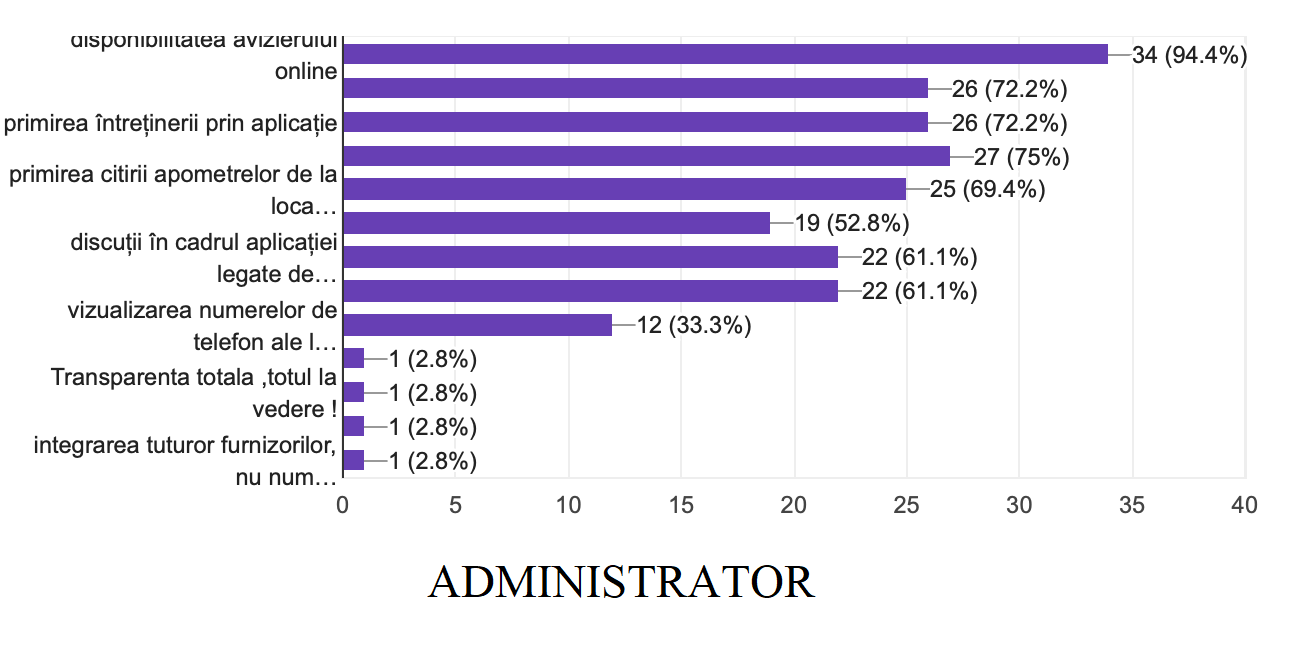 disponibilitatea avizierului
online
34 (94.4%)
26 (72.2%)
primirea întreținerii prin aplicație
26 (72.2%)
27 (75%)
primirea citirii apometrelor de la
loca…
25 (69.4%)
19 (52.8%)
discuții în cadrul aplicației
legate de…
22 (61.1%)
22 (61.1%)
vizualizarea numerelor de
telefon ale l…
12 (33.3%)
1 (2.8%)
Transparenta totala ,totul la
vedere !
1 (2.8%)
1 (2.8%)
integrarea tuturor furnizorilor,
nu num…
1 (2.8%)
0 5 10 15 20 25 30 35 40
ADMINISTRATOR